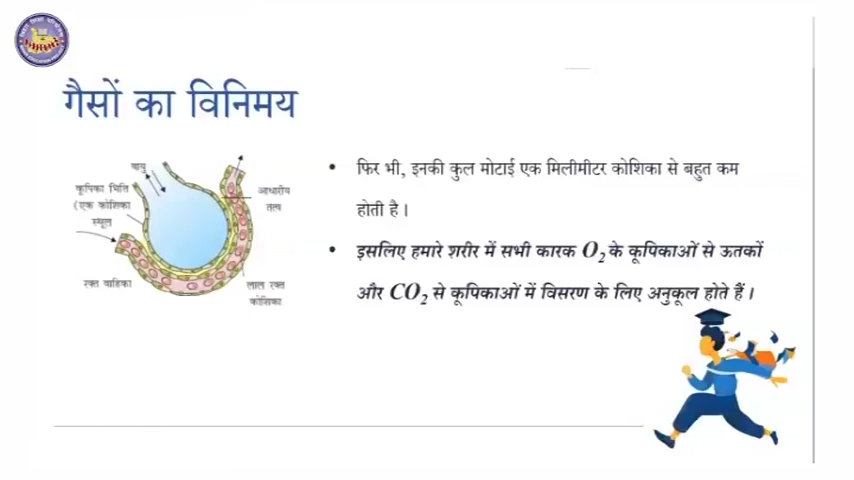 गैसों का विनिमय
वायु
कूपिका भित्ति
(एक कोशिका
स्थूल
आधारीय
तत्व
रक्त वाहिका
लाल रक्त
कोशिका
• फिर भी, इनकी कुल मोटाई एक मिलीमीटर कोशिका से बहुत कम
होती है ।
• इसलिए हमारे शरीर में सभी कारक O₂ के कूपिकाओं से ऊतकों
और CO₂ से कूपिकाओं में विसरण के लिए अनुकूल होते हैं ।